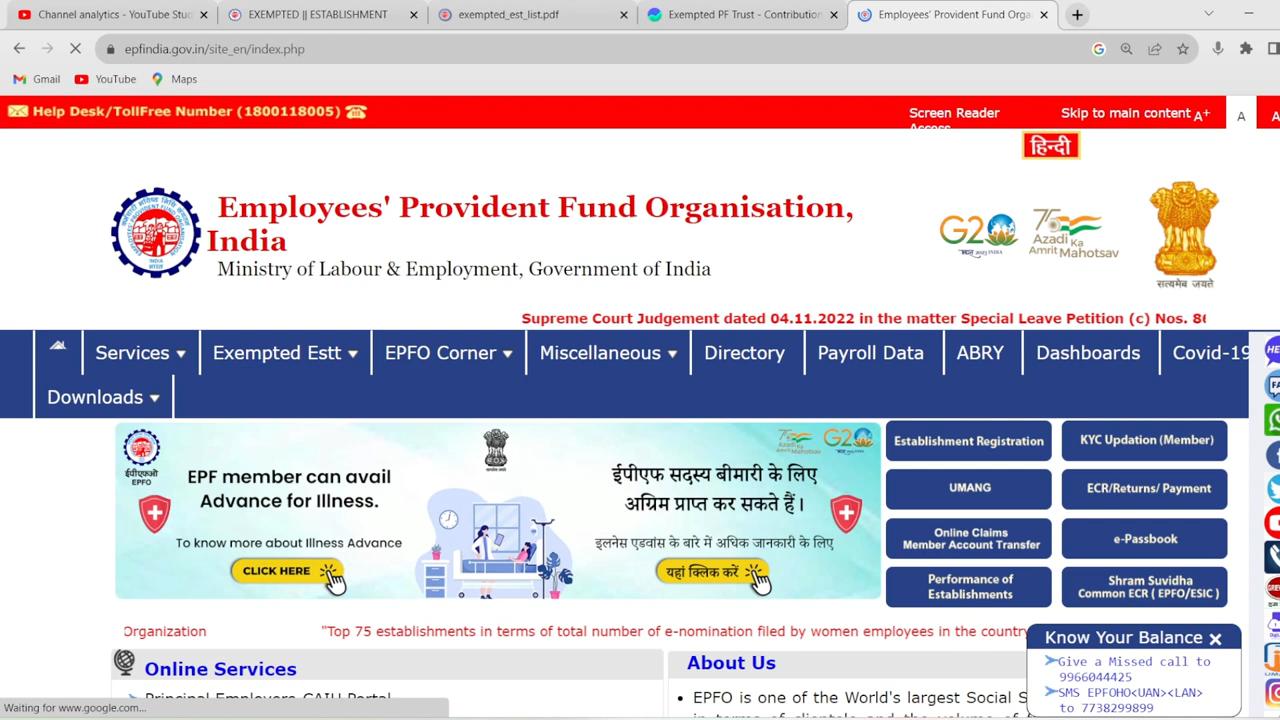 Channel analytics - YouTube Stu
EXEMPTED || ESTABLISHMENT
exempted_est_list.pdf
Exempted PF Trust - Contribution
Employees' Provident Fund Orga
epfindia.gov.in/site_en/index.php
Gmail
YouTube
Maps
Help Desk/TollFree Number (1800118005)
Screen Reader Access
Skip to main content
A+
A
हिन्दी
Employees' Provident Fund Organisation,
India
Ministry of Labour & Employment, Government of India
G20
75
Azadi Ka
Amrit Mahotsav
सत्यमेव जयते
Supreme Court Judgement dated 04.11.2022 in the matter Special Leave Petition (c) Nos. 86
Services
Exempted Estt
EPFO Corner
Miscellaneous
Directory
Payroll Data
ABRY
Dashboards
Covid-19
Downloads
ईपीएफओ
EPFO
EPF member can avail
Advance for Illness.
To know more about Illness Advance
CLICK HERE
ईपीएफ सदस्य बीमारी के लिए
अग्रिम प्राप्त कर सकते हैं।
इलनेस एडवांस के बारे में अधिक जानकारी के लिए
यहां क्लिक करें
Establishment Registration
KYC Updation (Member)
UMANG
ECR/Returns/ Payment
Online Claims
Member Account Transfer
e-Passbook
Performance of
Establishments
Shram Suvidha
Common ECR ( EPFO/ESIC )
Organization
"Top 75 establishments in terms of total number of e-nomination filed by women employees in the country
Know Your Balance
Give a Missed call to
9966044425
SMS EPFOHO<UAN><LAN>
to 7738299899
Online Services
Principal Employers-CAIU Portal
About Us
EPFO is one of the World's largest Social S
Waiting for www.google.com...